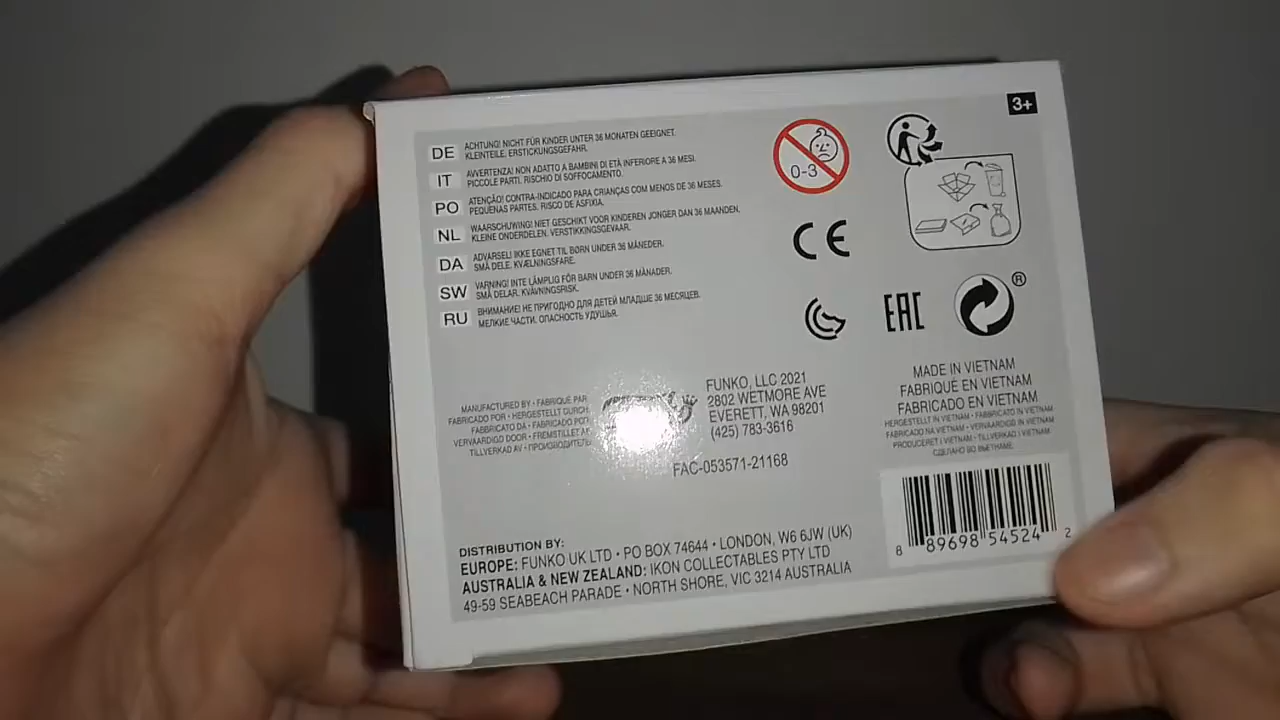 3+
DE ACHTUNG! NICHT FÜR KINDER UNTER 36 MONATEN GEEIGNET.
KLEINTEILE. ERSTICKUNGSGEFAHR.
IT AVVERTENZA! NON ADATTO A BAMBINI DI ETÀ INFERIORE A 36 MESI.
PICCOLE PARTI. RISCHIO DI SOFFOCAMENTO.
PO ATENÇÃO! CONTRA-INDICADO PARA CRIANÇAS COM MENOS DE 36 MESES.
PEQUENAS PARTES. RISCO DE ASFIXIA.
NL WAARSCHUWING! NIET GESCHIKT VOOR KINDEREN JONGER DAN 36 MAANDEN.
KLEINE ONDERDELEN. VERSTIKKINGSGEVAAR.
DA ADVARSEL! IKKE EGNET TIL BØRN UNDER 36 MÅNEDER.
SMÅ DELE. KVÆLNINGSFARE.
SW VARNING! INTE LÄMPLIG FÖR BARN UNDER 36 MÅNADER.
SMÅ DELAR. KVÄVNINGSRISK.
RU ВНИМАНИЕ! НЕ ПРИГОДНО ДЛЯ ДЕТЕЙ МЛАДШЕ 36 МЕСЯЦЕВ.
МЕЛКИЕ ЧАСТИ. ОПАСНОСТЬ УДУШЬЯ.
0-3
CE
EAC
®
MANUFACTURED BY • FABRIQUÉ PAR
FABRICADO POR • HERGESTELLT DURCH
FABBRICATO DA • FABRICADO POR
VERVAARDIGD DOOR • FREMSTILLET AF
TILLVERKAD AV • ПРОИЗВОДИТЕЛЬ
FUNKO, LLC 2021
2802 WETMORE AVE
EVERETT, WA 98201
(425) 783-3616
FAC-053571-21168
MADE IN VIETNAM
FABRIQUÉ EN VIETNAM
FABRICADO EN VIETNAM
HERGESTELLT IN VIETNAM • FABBRICATO IN VIETNAM
FABRICADO NA VIETNAM • VERVAARDIGD IN VIETNAM
PRODUCERET I VIETNAM • TILLVERKAD I VIETNAM
СДЕЛАНО ВО ВЬЕТНАМЕ
DISTRIBUTION BY:
EUROPE: FUNKO UK LTD • PO BOX 74644 • LONDON, W6 6JW (UK)
AUSTRALIA & NEW ZEALAND: IKON COLLECTABLES PTY LTD
49-59 SEABEACH PARADE • NORTH SHORE, VIC 3214 AUSTRALIA
8 89698 54524 2